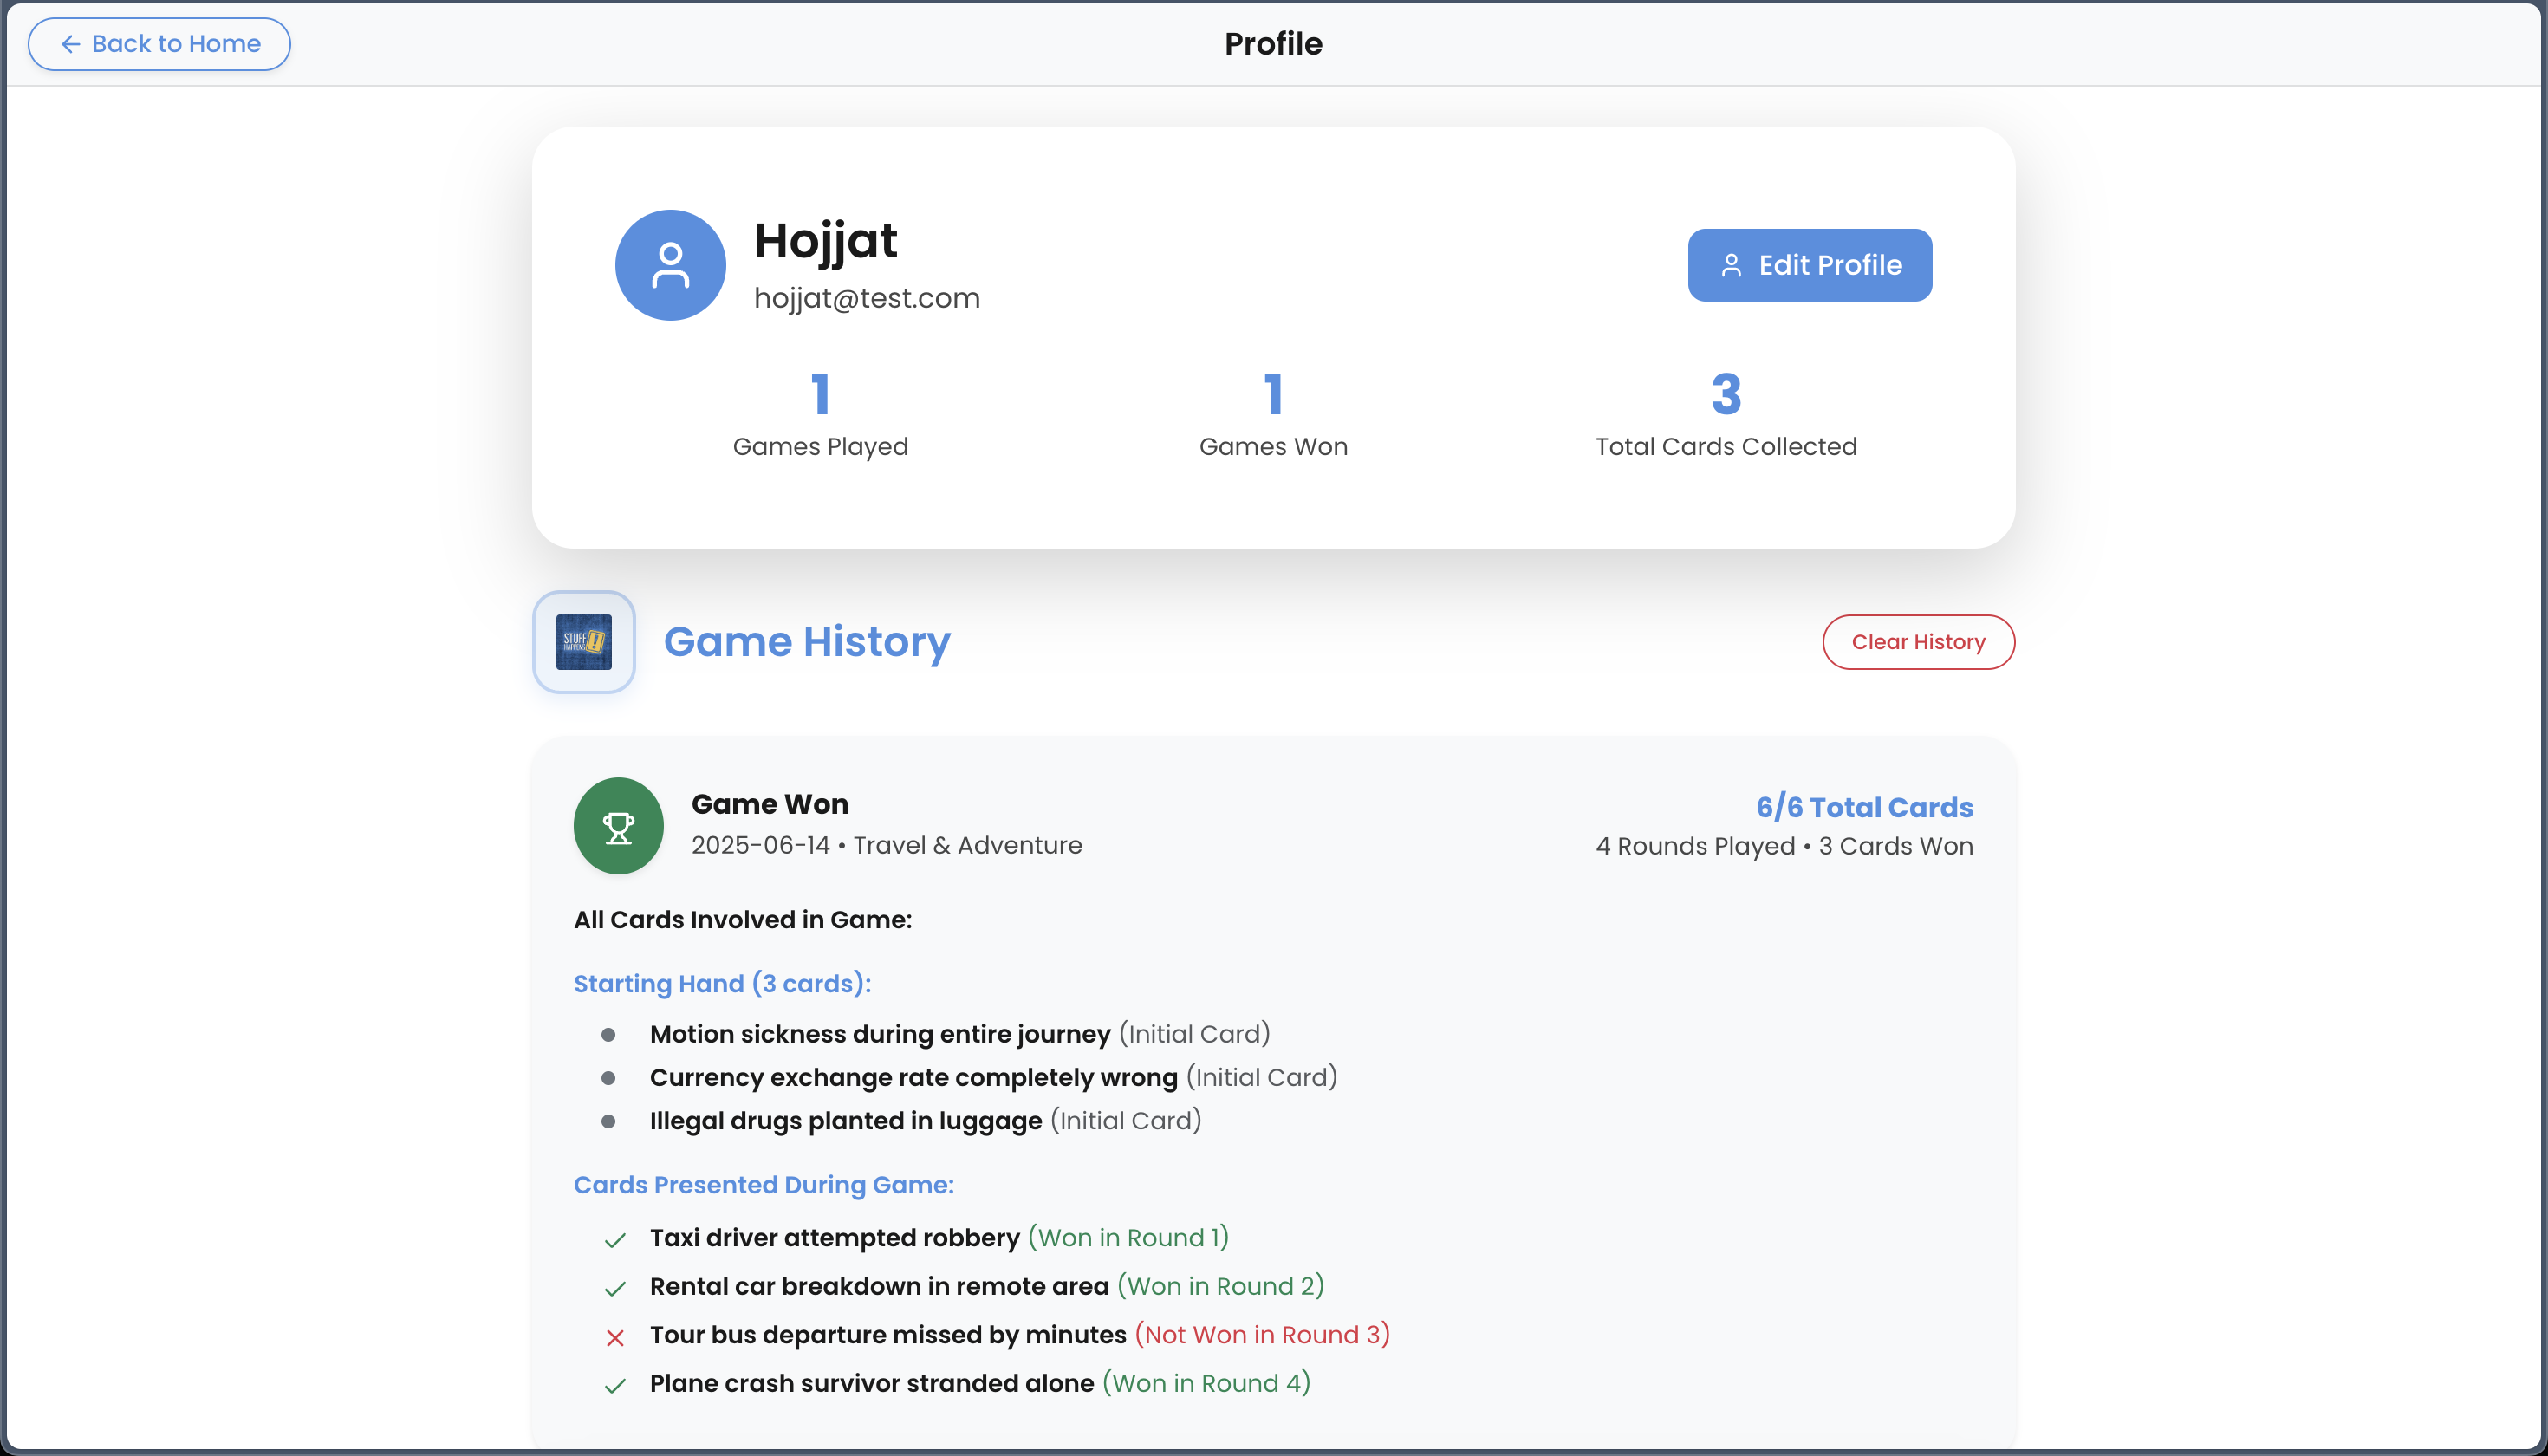 Back to Home
Profile
Hojjat
hojjat@test.com
Edit Profile
1
Games Played
1
Games Won
3
Total Cards Collected
STUFF
HAPPENS
!
Game History
Clear History
Game Won
2025-06-14 • Travel & Adventure
6/6 Total Cards
4 Rounds Played • 3 Cards Won
All Cards Involved in Game:
Starting Hand (3 cards):
Motion sickness during entire journey (Initial Card)
Currency exchange rate completely wrong (Initial Card)
Illegal drugs planted in luggage (Initial Card)
Cards Presented During Game:
Taxi driver attempted robbery (Won in Round 1)
Rental car breakdown in remote area (Won in Round 2)
Tour bus departure missed by minutes (Not Won in Round 3)
Plane crash survivor stranded alone (Won in Round 4)